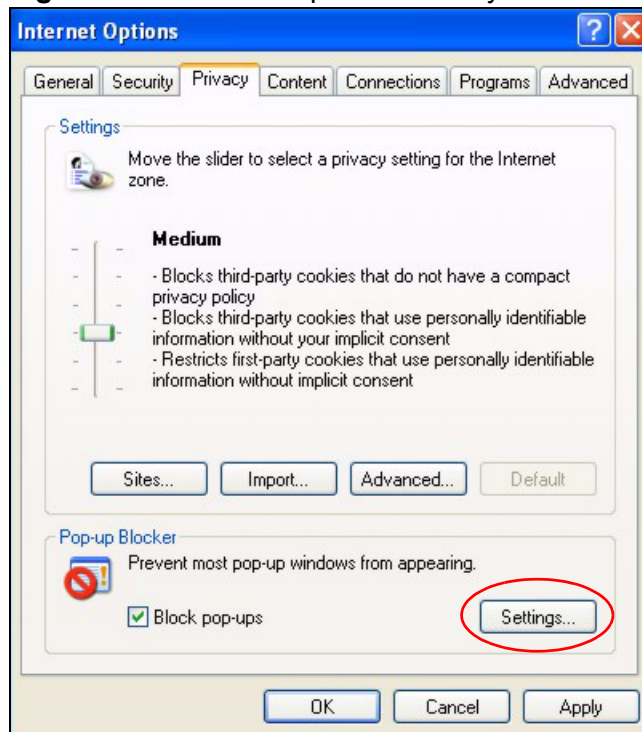 Internet Options
General Security Privacy Content Connections Programs Advanced
Settings
Move the slider to select a privacy setting for the Internet
zone.
Medium
- Blocks third-party cookies that do not have a compact
privacy policy
- Blocks third-party cookies that use personally identifiable
information without your implicit consent
- Restricts first-party cookies that use personally identifiable
information without implicit consent
Sites... Import... Advanced... Default
Pop-up Blocker
Prevent most pop-up windows from appearing.
Block pop-ups Settings...
OK Cancel Apply